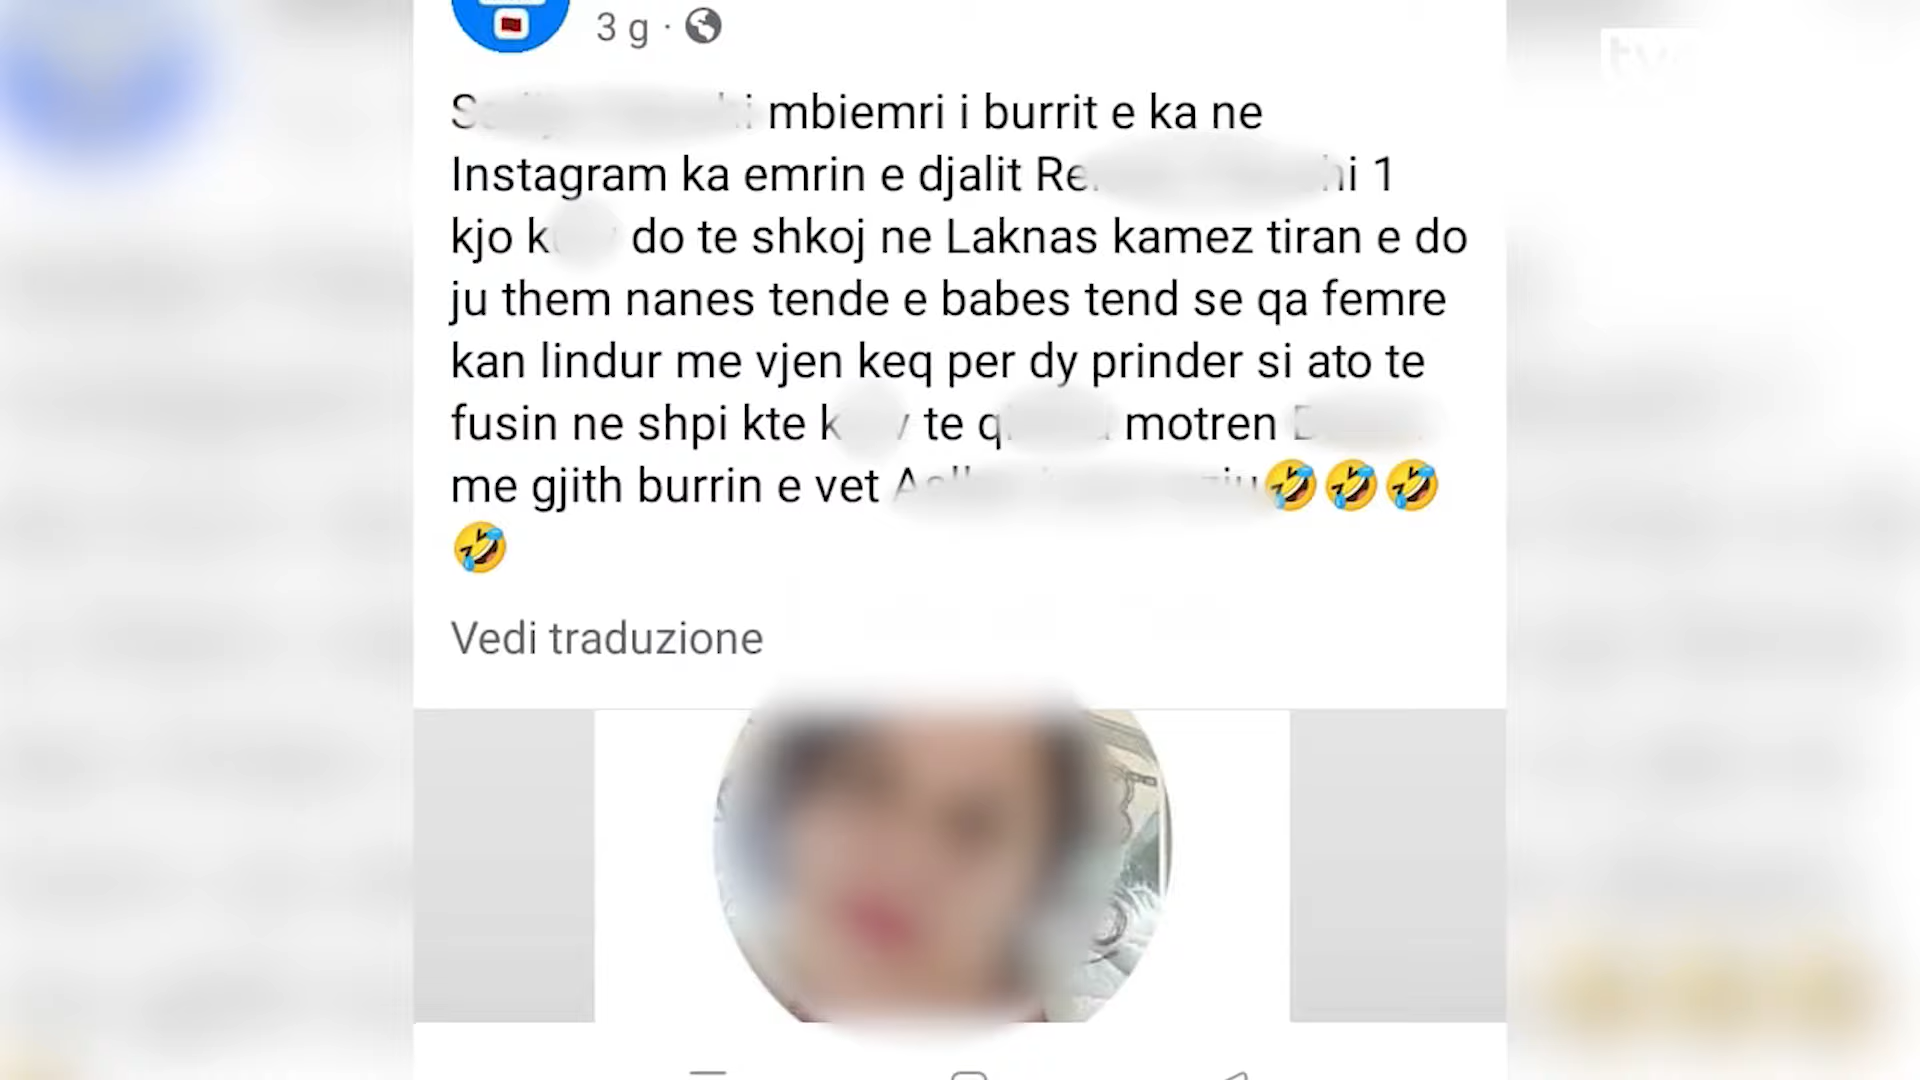 3 g ·
mbiemri i burrit e ka ne
Instagram ka emrin e djalit 1
kjo do te shkoj ne Laknas kamez tiran e do
ju them nanes tende e babes tend se qa femre
kan lindur me vjen keq per dy prinder si ato te
fusin ne shpi kte te motren
me gjith burrin e vet 🤣🤣🤣
🤣
Vedi traduzione